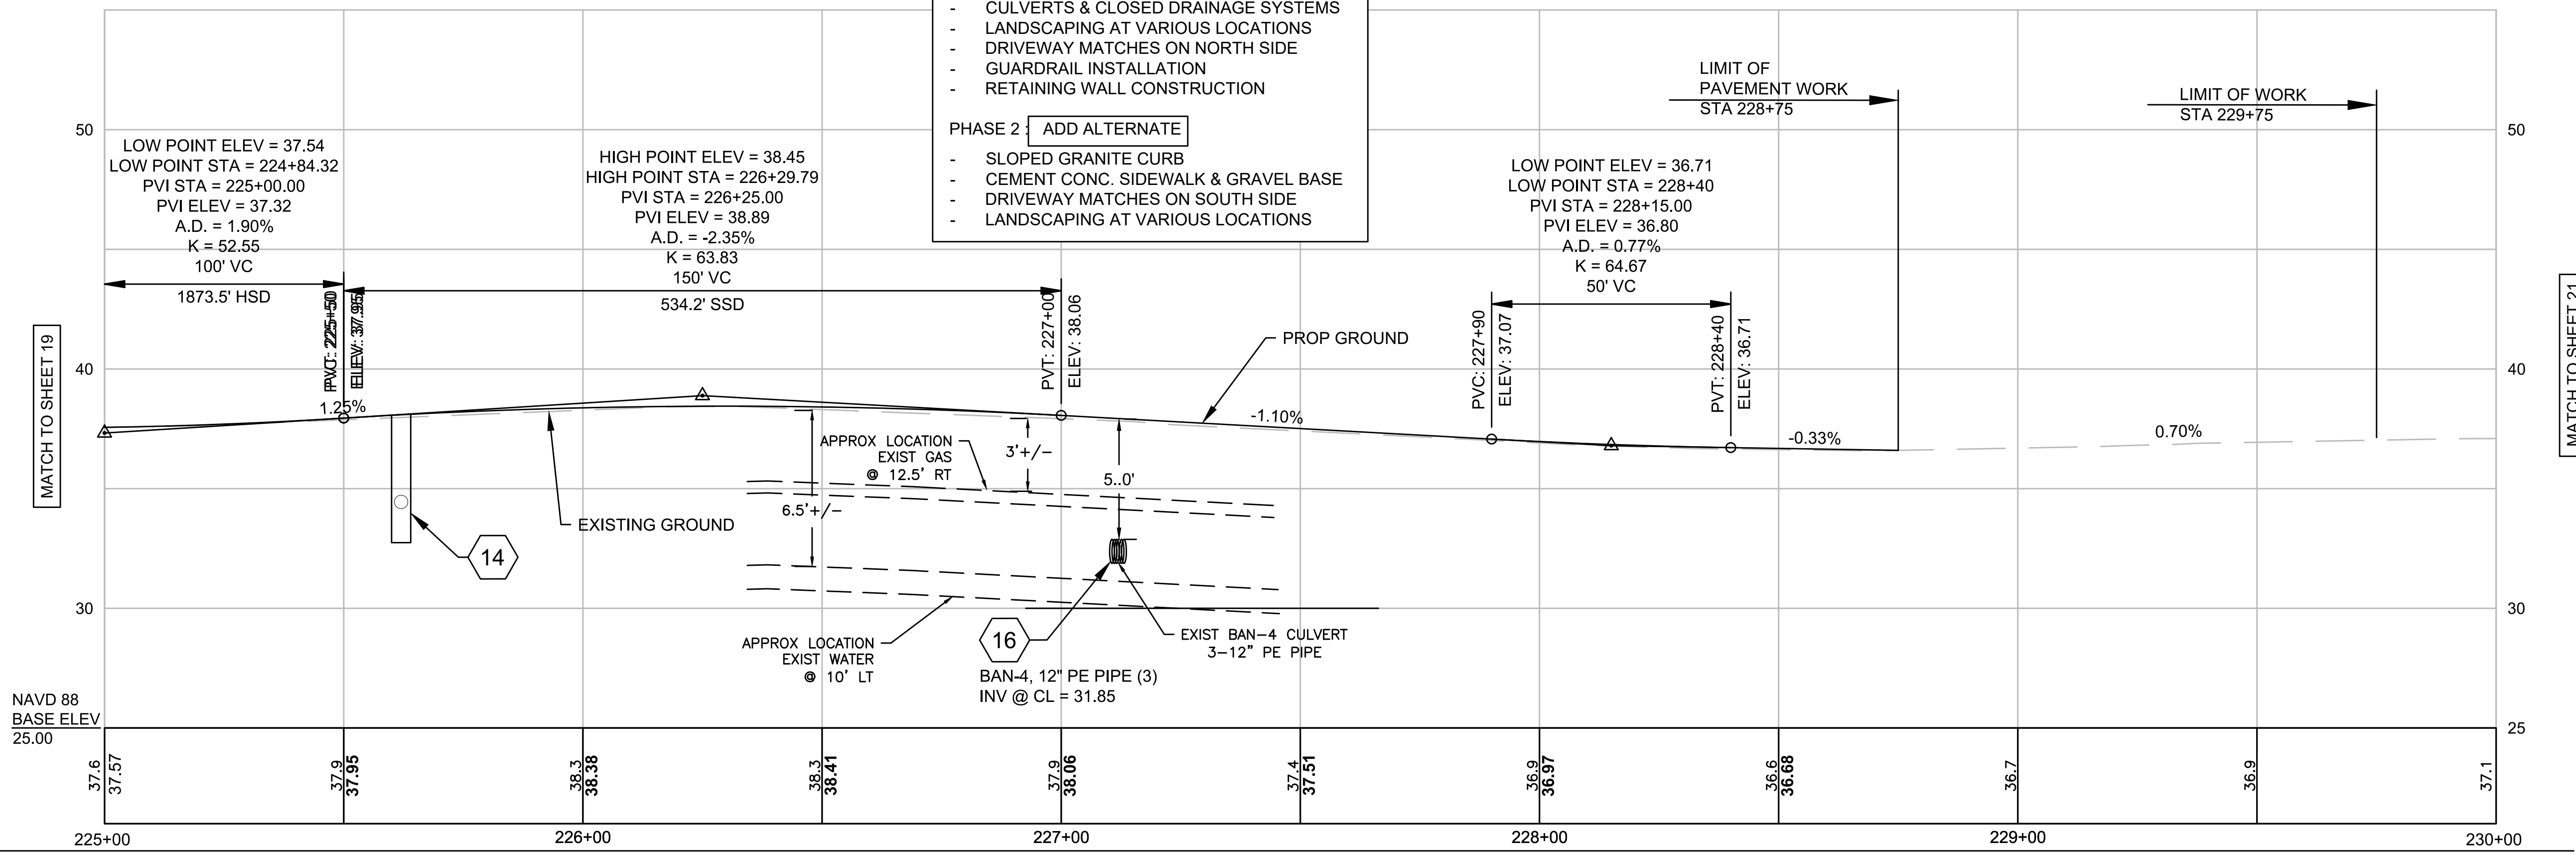 - CULVERTS & CLOSED DRAINAGE SYSTEMS
- LANDSCAPING AT VARIOUS LOCATIONS
- DRIVEWAY MATCHES ON NORTH SIDE
- GUARDRAIL INSTALLATION
- RETAINING WALL CONSTRUCTION
PHASE 2 : ADD ALTERNATE
- SLOPED GRANITE CURB
- CEMENT CONC. SIDEWALK & GRAVEL BASE
- DRIVEWAY MATCHES ON SOUTH SIDE
- LANDSCAPING AT VARIOUS LOCATIONS
LIMIT OF
PAVEMENT WORK
STA 228+75
LIMIT OF WORK
STA 229+75
50
50
LOW POINT ELEV = 37.54
LOW POINT STA = 224+84.32
PVI STA = 225+00.00
PVI ELEV = 37.32
A.D. = 1.90%
K = 52.55
100' VC
1873.5' HSD
HIGH POINT ELEV = 38.45
HIGH POINT STA = 226+29.79
PVI STA = 226+25.00
PVI ELEV = 38.89
A.D. = -2.35%
K = 63.83
150' VC
534.2' SSD
LOW POINT ELEV = 36.71
LOW POINT STA = 228+40
PVI STA = 228+15.00
PVI ELEV = 36.80
A.D. = 0.77%
K = 64.67
50' VC
MATCH TO SHEET 19
MATCH TO SHEET 21
225+50
37.95
PVT: 227+00
ELEV: 38.06
PVC: 227+90
ELEV: 37.07
PVT: 228+40
ELEV: 36.71
PROP GROUND
40
40
1.25%
-1.10%
-0.33%
0.70%
APPROX LOCATION
EXIST GAS
@ 12.5' RT
3'+/-
5..0'
6.5'+/-
EXISTING GROUND
14
30
30
APPROX LOCATION
EXIST WATER
@ 10' LT
16
BAN-4, 12" PE PIPE (3)
INV @ CL = 31.85
EXIST BAN-4 CULVERT
3-12" PE PIPE
NAVD 88
BASE ELEV
25.00
25
37.6
37.57
37.9
37.95
38.3
38.38
38.3
38.41
37.9
38.06
37.4
37.51
36.9
36.97
36.6
36.68
36.7
36.9
37.1
225+00
226+00
227+00
228+00
229+00
230+00